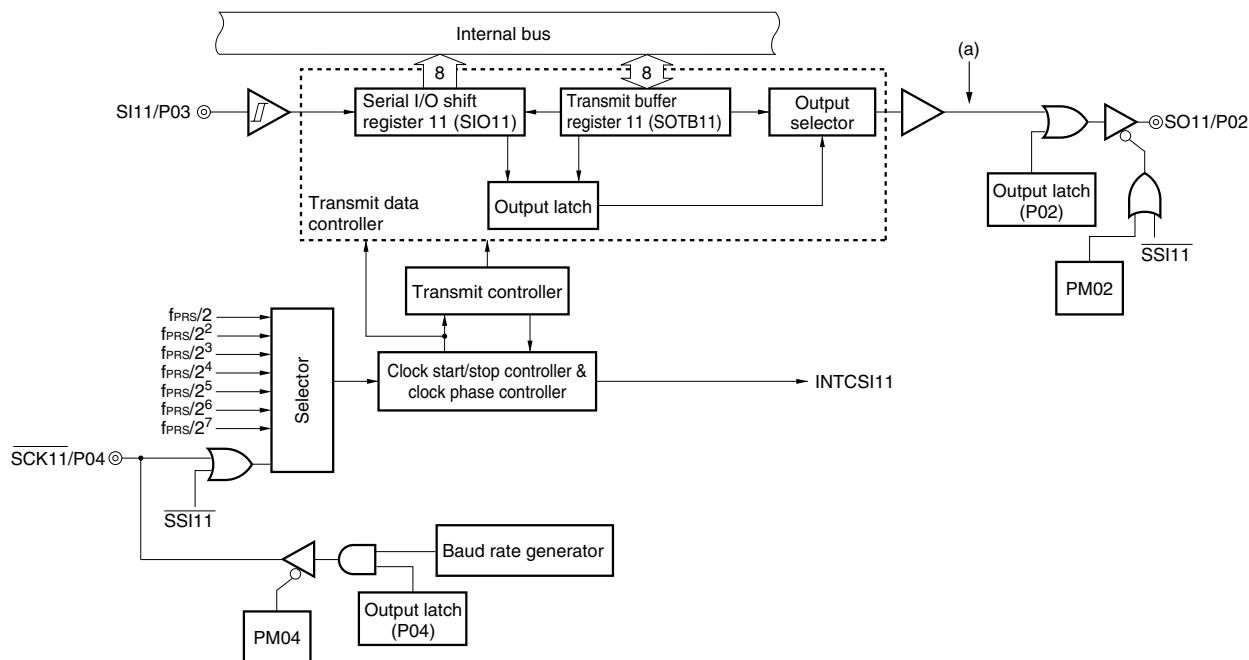 Internal bus
(a)
8
8
SI11/P03
Serial I/O shift
register 11 (SIO11)
Transmit buffer
register 11 (SOTB11)
Output
selector
SO11/P02
Output latch
Output latch
(P02)
Transmit data
controller
SSI11
PM02
Transmit controller
fPRS/2
fPRS/2²
fPRS/2³
fPRS/2⁴
fPRS/2⁵
fPRS/2⁶
fPRS/2⁷
Selector
Clock start/stop controller &
clock phase controller
INTCSI11
SCK11/P04
SSI11
Baud rate generator
Output latch
(P04)
PM04